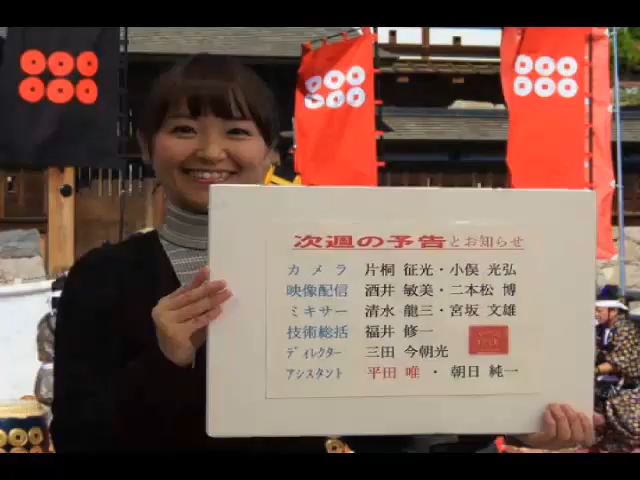 次週の予告とお知らせ
カメラ 片桐 征光・小俣 光弘
映像配信 酒井 敏美・二本松 博
ミキサー 清水 龍三・宮坂 文雄
技術総括 福井 修一
ディレクター 三田 今朝光
アシスタント 平田 唯・朝日 純一